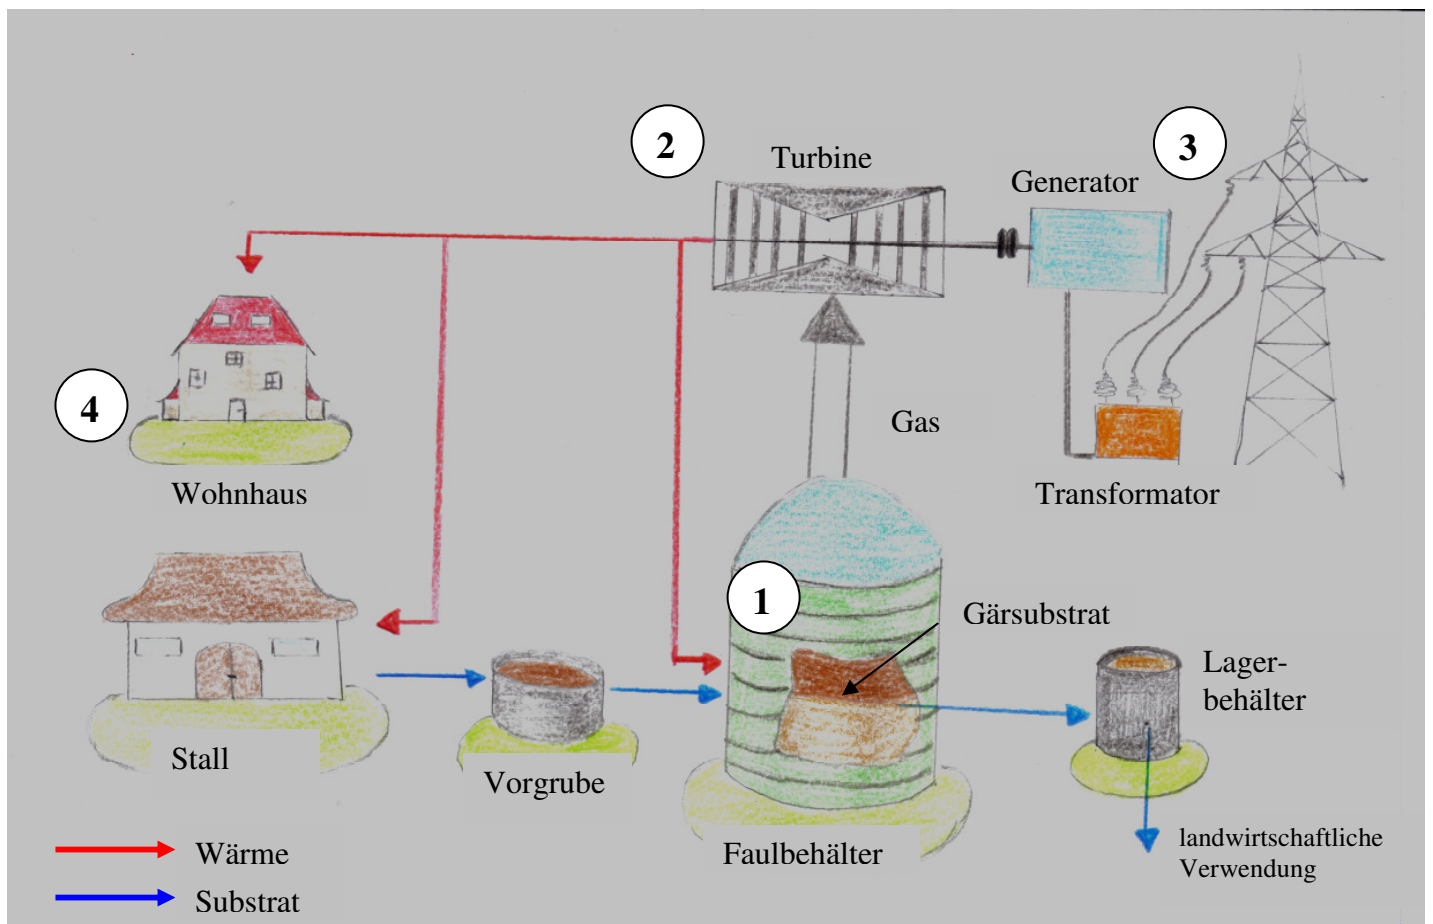 2
Turbine
3
Generator
4
Gas
Wohnhaus
Transformator
1
Gärsubstrat
Lager-
behälter
Stall
Vorgrube
Faulbehälter
landwirtschaftliche
Verwendung
Wärme
Substrat